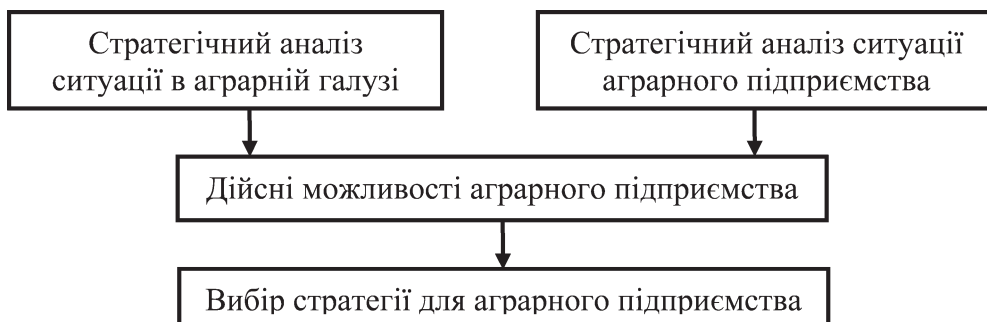 Стратегічний аналіз
ситуації в аграрній галузі
Стратегічний аналіз ситуації
аграрного підприємства
Дійсні можливості аграрного підприємства
Вибір стратегії для аграрного підприємства